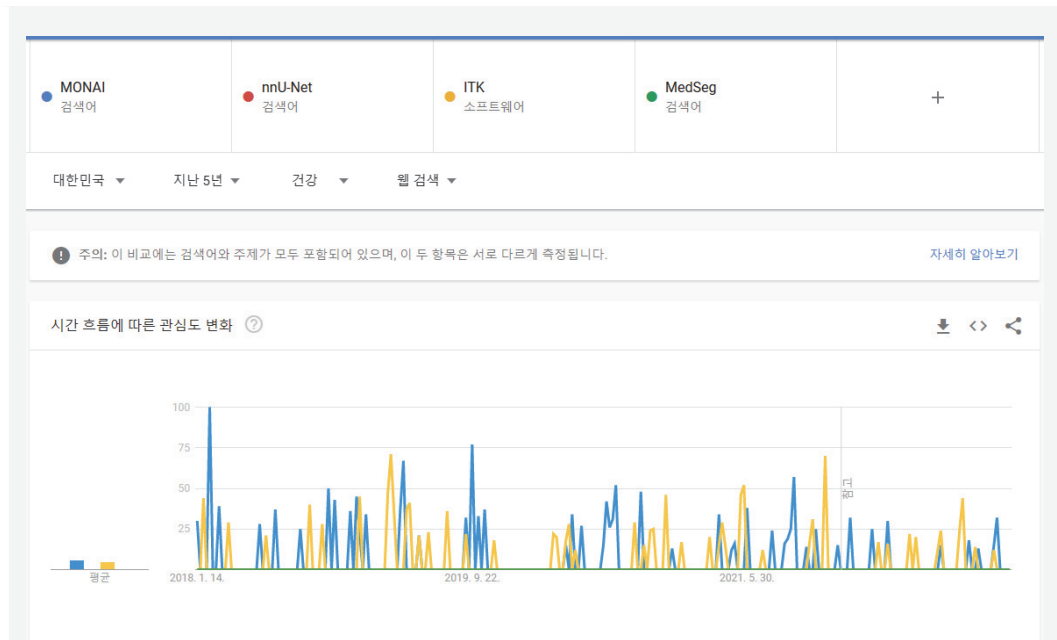 MONAI
검색어
nnU-Net
검색어
ITK
소프트웨어
MedSeg
검색어
+
대한민국
지난 5년
건강
웹 검색
주의: 이 비교에는 검색어와 주제가 모두 포함되어 있으며, 이 두 항목은 서로 다르게 측정됩니다.
자세히 알아보기
시간 흐름에 따른 관심도 변화
100
75
50
25
참고
평균
2018. 1. 14.
2019. 9. 22.
2021. 5. 30.